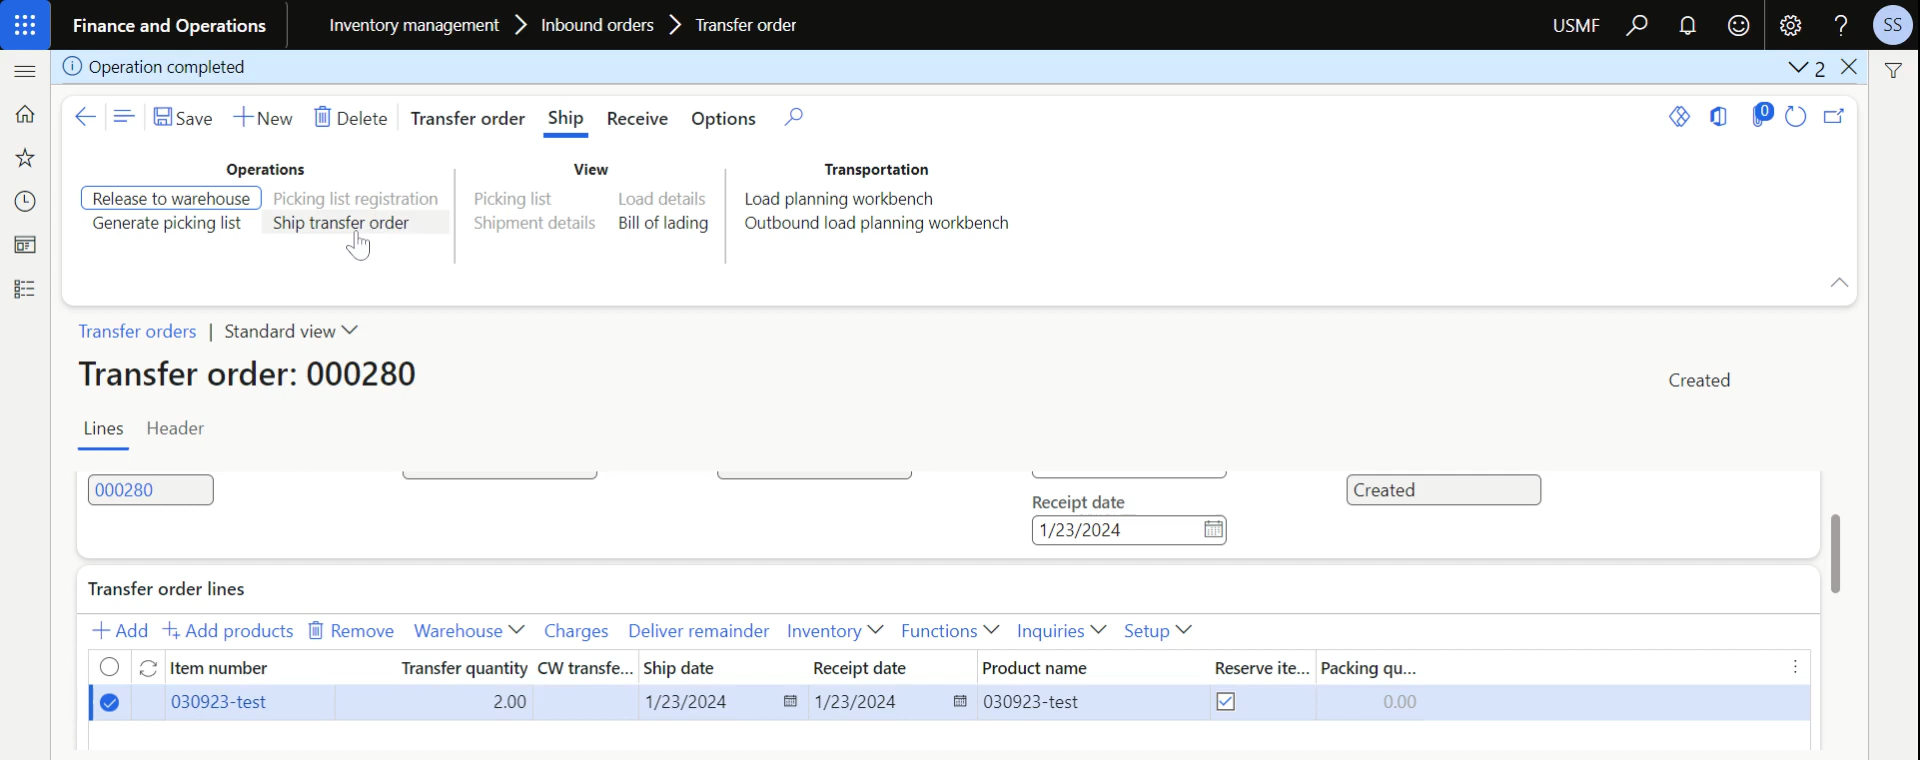 Finance and Operations
Inventory management > Inbound orders > Transfer order
USMF
SS
Operation completed
2
Save New Delete Transfer order Ship Receive Options
0
Operations View Transportation
Release to warehouse Picking list registration Picking list Load details Load planning workbench
Generate picking list Ship transfer order Shipment details Bill of lading Outbound load planning workbench
Transfer orders | Standard view
Transfer order: 000280
Created
Lines Header
000280
Created
Receipt date
1/23/2024
Transfer order lines
Add Add products Remove Warehouse Charges Deliver remainder Inventory Functions Inquiries Setup
Item number Transfer quantity CW transfe... Ship date Receipt date Product name Reserve ite... Packing qu...
030923-test 2.00 1/23/2024 1/23/2024 030923-test 0.00